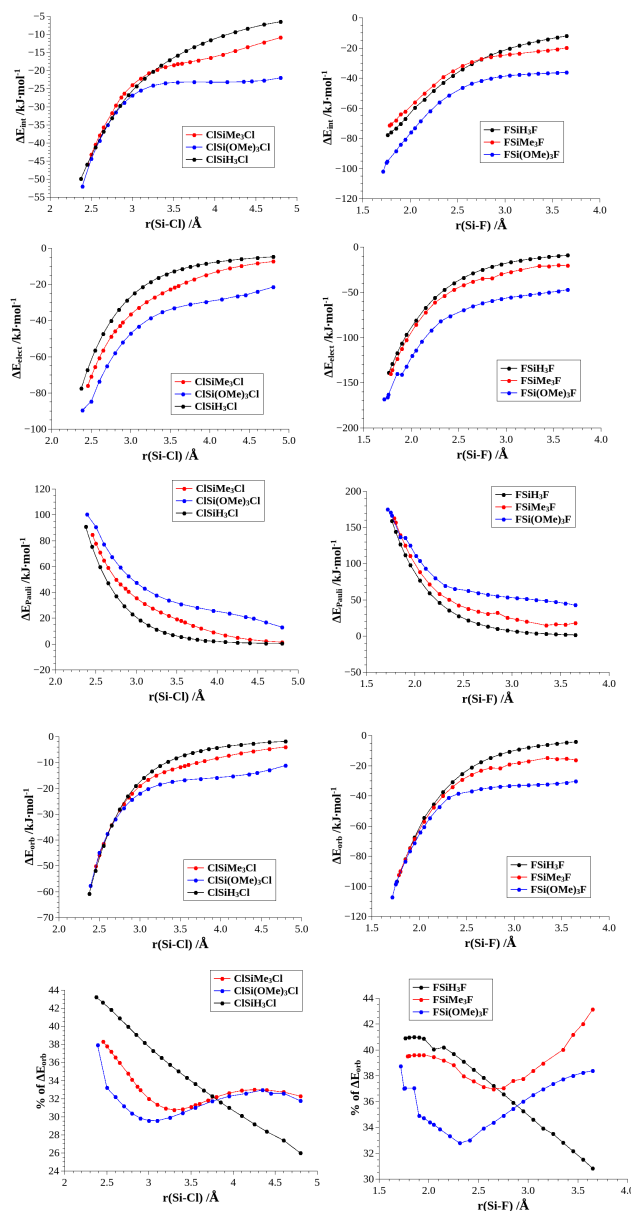 −5
−10
−15
−20
−25
−30
−35
−40
−45
−50
−55
2
2.5
3.0
3.5
4.0
4.5
5.0
ΔE_int /kJ·mol⁻¹
r(Si-Cl) /Å
ClSiMe₃Cl
ClSi(OMe)₃Cl
ClSiH₃Cl
0
−20
−40
−60
−80
−100
−120
1.5
2.0
2.5
3.0
3.5
4.0
ΔE_int /kJ·mol⁻¹
r(Si-F) /Å
FSiH₃F
FSiMe₃F
FSi(OMe)₃F
0
−20
−40
−60
−80
−100
2.0
2.5
3.0
3.5
4.0
4.5
5.0
ΔE_elect /kJ·mol⁻¹
r(Si-Cl) /Å
ClSiMe₃Cl
ClSi(OMe)₃Cl
ClSiH₃Cl
0
−50
−100
−150
−200
1.5
2.0
2.5
3.0
3.5
4.0
ΔE_elect /kJ·mol⁻¹
r(Si-F) /Å
FSiH₃F
FSiMe₃F
FSi(OMe)₃F
120
100
80
60
40
20
0
−20
2.0
2.5
3.0
3.5
4.0
4.5
5.0
ΔE_Pauli /kJ·mol⁻¹
r(Si-Cl) /Å
ClSiMe₃Cl
ClSi(OMe)₃Cl
ClSiH₃Cl
200
150
100
50
0
−50
1.5
2.0
2.5
3.0
3.5
4.0
ΔE_Pauli /kJ·mol⁻¹
r(Si-F) /Å
FSiH₃F
FSiMe₃F
FSi(OMe)₃F
0
−10
−20
−30
−40
−50
−60
−70
2.0
2.5
3.0
3.5
4.0
4.5
5.0
ΔE_orb /kJ·mol⁻¹
r(Si-Cl) /Å
ClSiMe₃Cl
ClSi(OMe)₃Cl
ClSiH₃Cl
0
−20
−40
−60
−80
−100
−120
1.5
2.0
2.5
3.0
3.5
4.0
ΔE_orb /kJ·mol⁻¹
r(Si-F) /Å
FSiH₃F
FSiMe₃F
FSi(OMe)₃F
44
42
40
38
36
34
32
30
28
26
24
2
2.5
3.0
3.5
4.0
4.5
5.0
% of ΔE_orb
r(Si-Cl) /Å
ClSiMe₃Cl
ClSi(OMe)₃Cl
ClSiH₃Cl
44
42
40
38
36
34
32
30
1.5
2.0
2.5
3.0
3.5
4.0
% of ΔE_orb
r(Si-F) /Å
FSiH₃F
FSiMe₃F
FSi(OMe)₃F